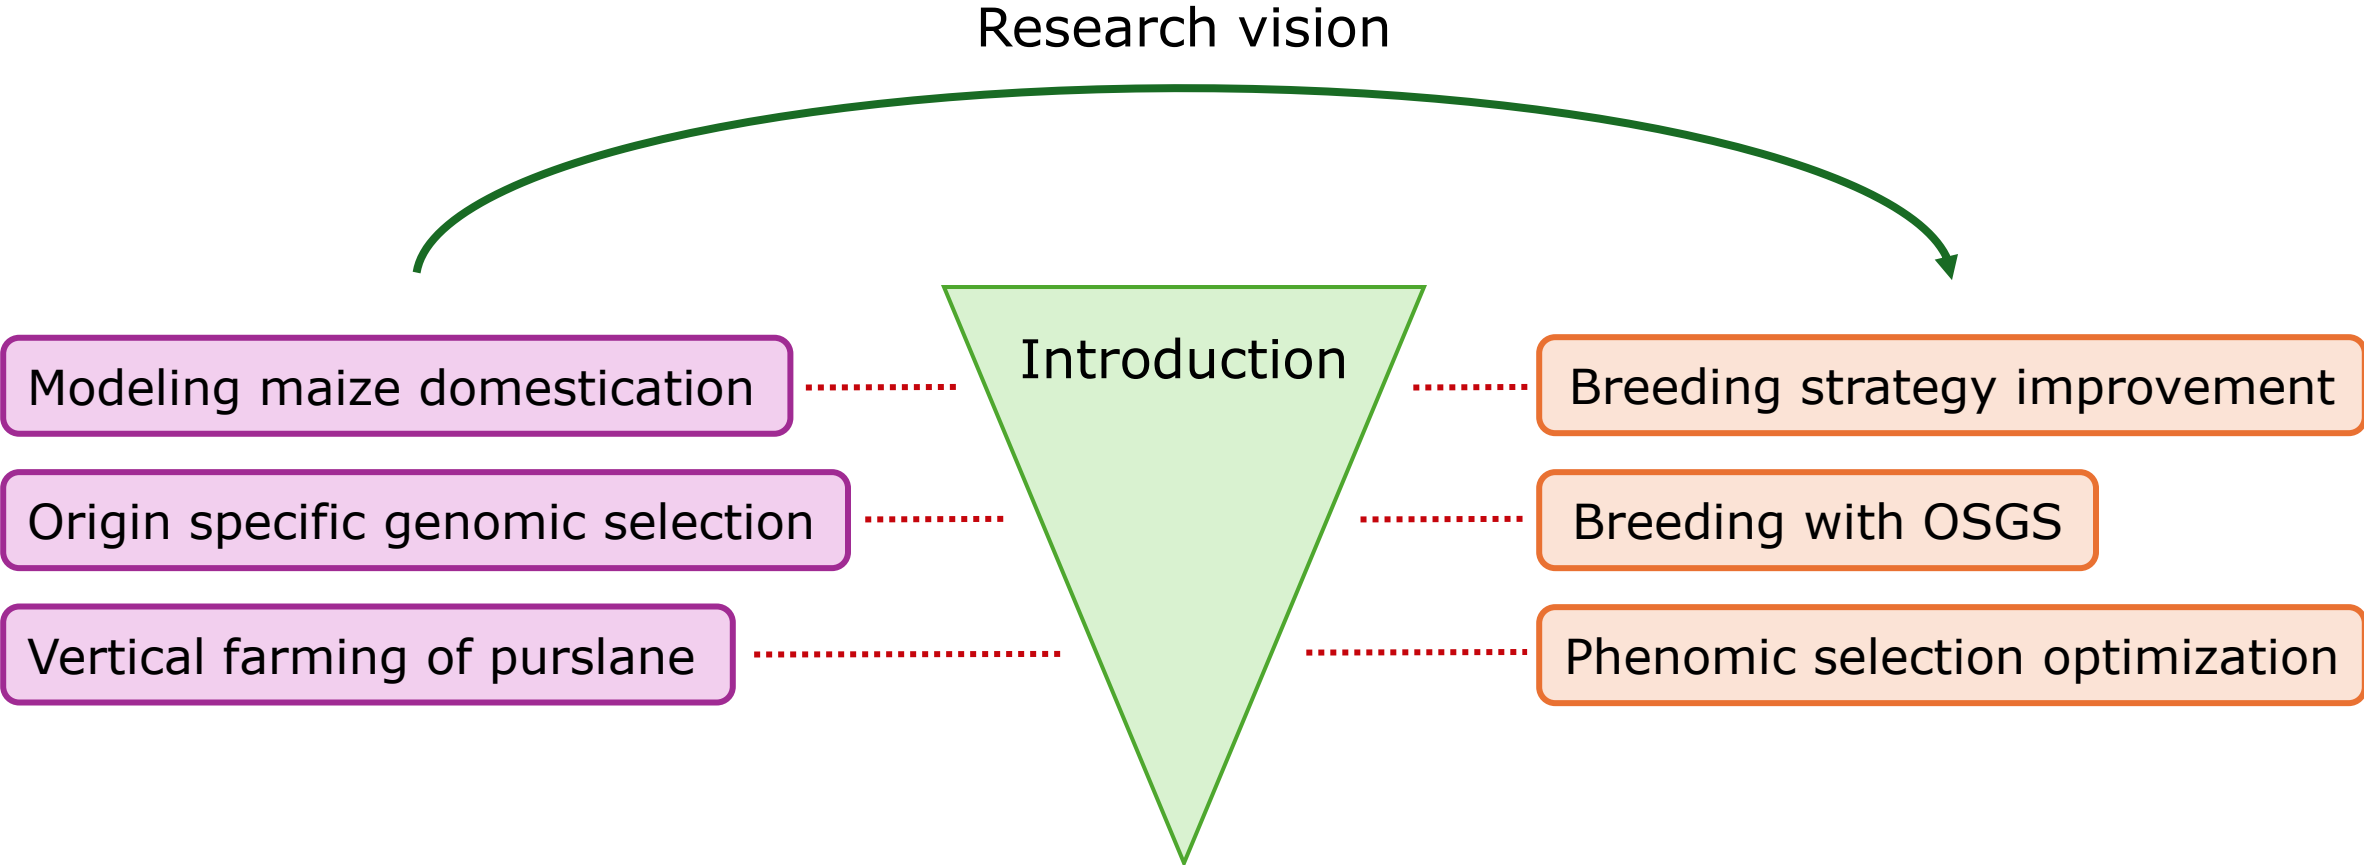 Research vision
Introduction
Modeling maize domestication
Breeding strategy improvement
Origin specific genomic selection
Breeding with OSGS
Vertical farming of purslane
Phenomic selection optimization